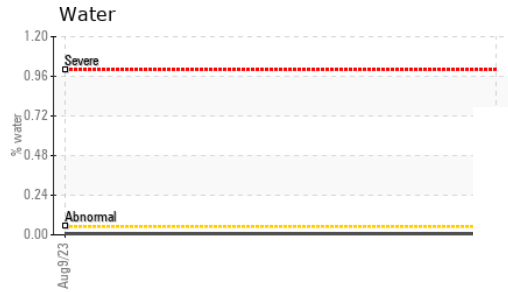 Water
1.20
Severe
0.96
0.72
% water
0.48
0.24
Abnormal
0.00
Aug9/23